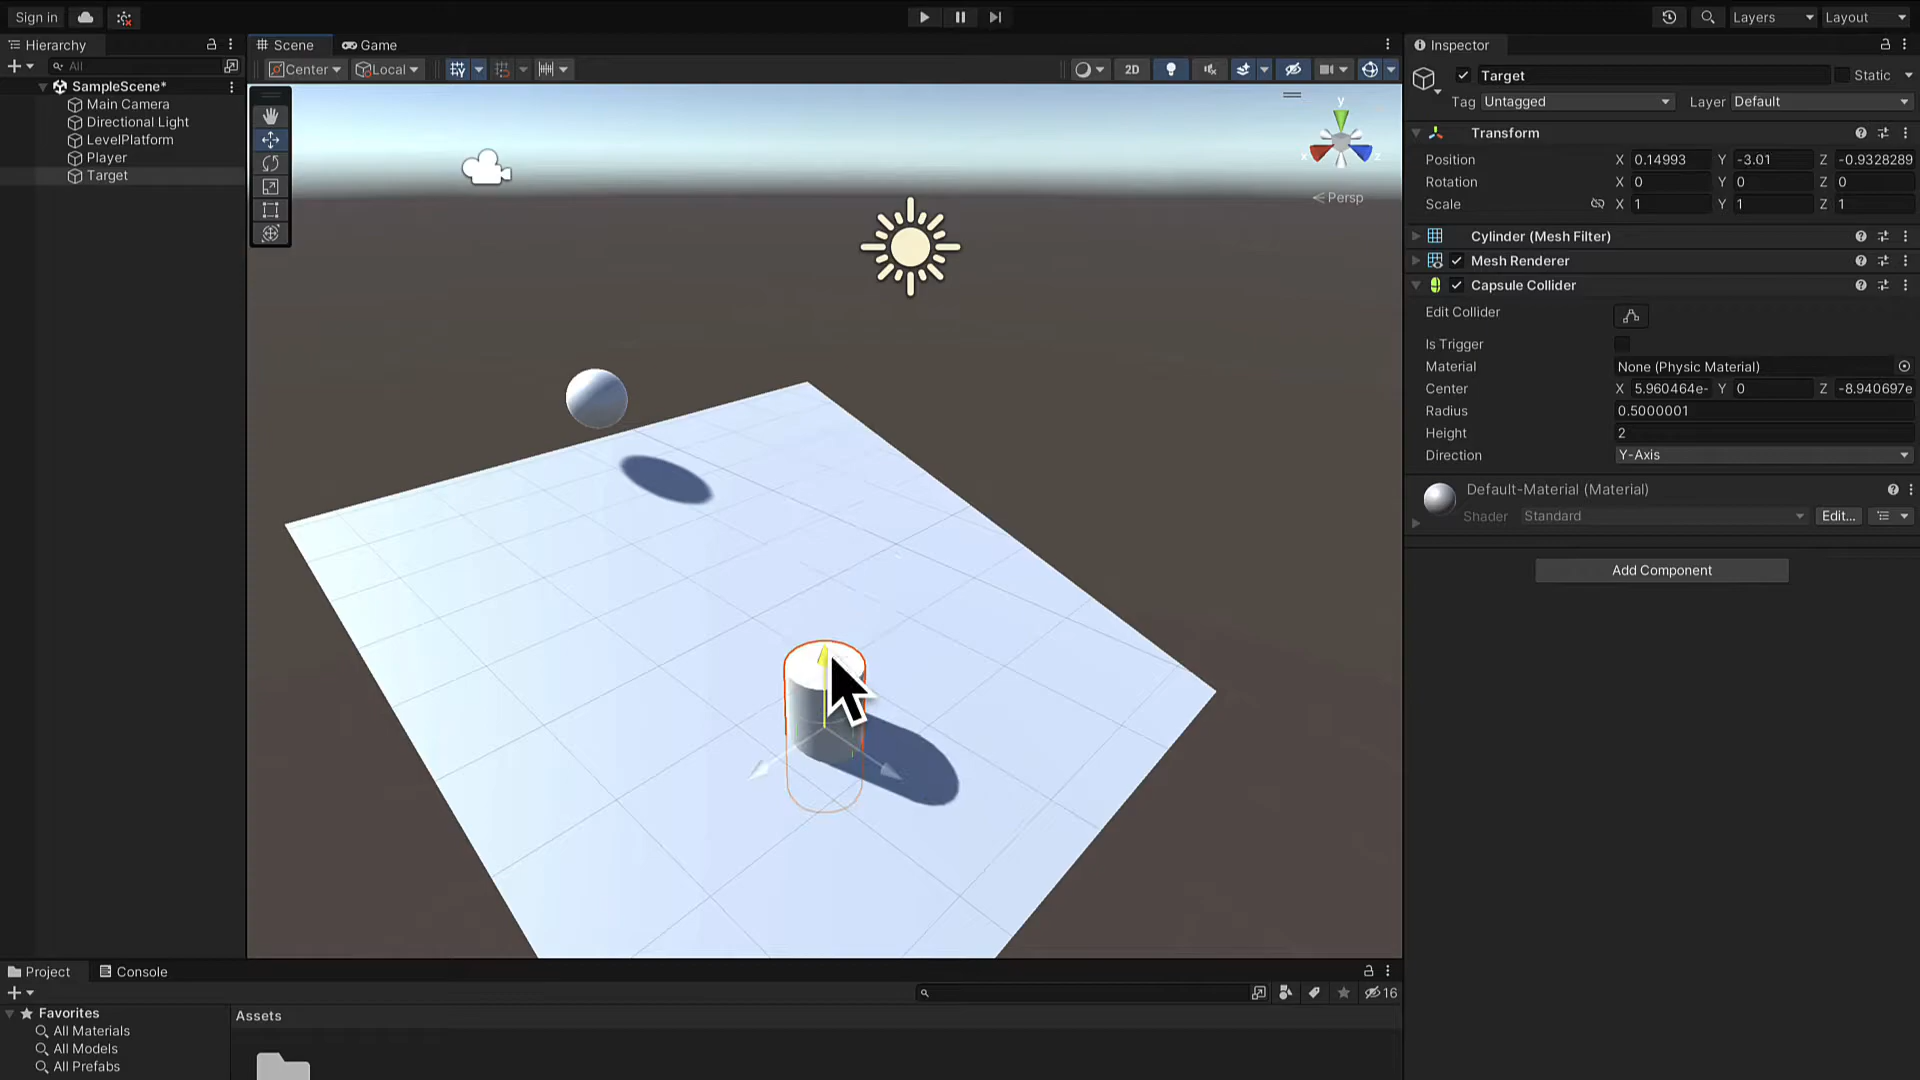 Sign in
Layers
Layout
Hierarchy
All
SampleScene*
Main Camera
Directional Light
LevelPlatform
Player
Target
Scene
Game
Center
Local
2D
y
x
z
Persp
Inspector
Target
Static
Tag Untagged
Layer Default
Transform
Position X 0.14993 Y -3.01 Z -0.9328289
Rotation X 0 Y 0 Z 0
Scale X 1 Y 1 Z 1
Cylinder (Mesh Filter)
Mesh Renderer
Capsule Collider
Edit Collider
Is Trigger
Material None (Physic Material)
Center X 5.960464e- Y 0 Z -8.940697e
Radius 0.5000001
Height 2
Direction Y-Axis
Default-Material (Material)
Shader Standard Edit...
Add Component
Project
Console
16
Favorites
All Materials
All Models
All Prefabs
Assets